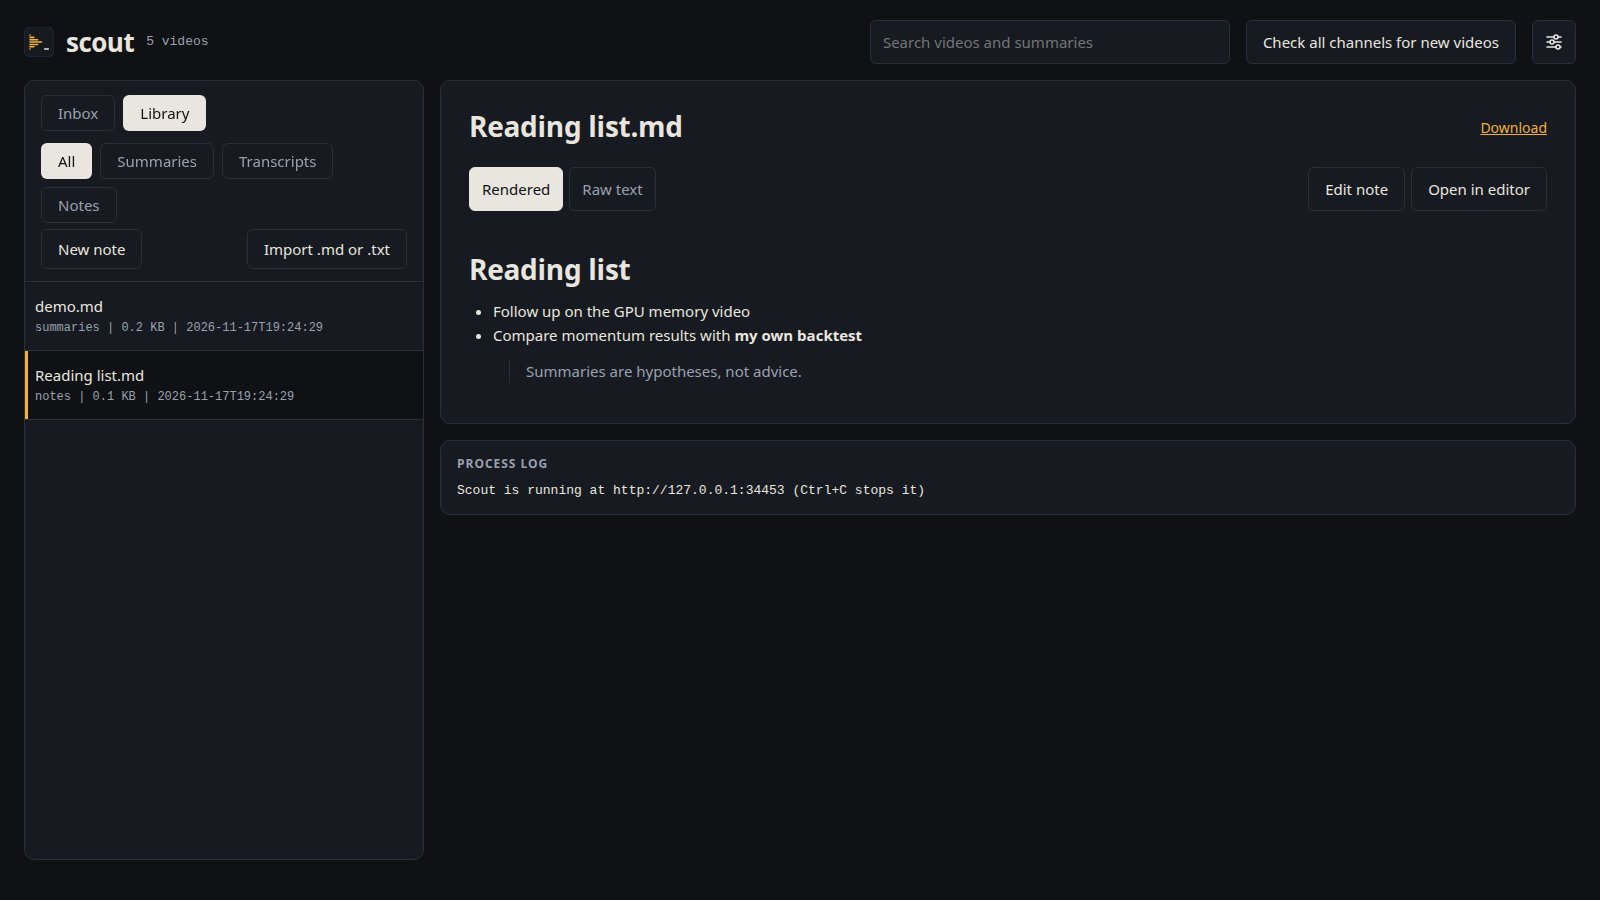 scout 5 videos
Search videos and summaries
Check all channels for new videos
Inbox Library
All Summaries Transcripts
Notes
New note Import .md or .txt
demo.md
summaries | 0.2 KB | 2026-11-17T19:24:29
Reading list.md
notes | 0.1 KB | 2026-11-17T19:24:29
Reading list.md
Download
Rendered Raw text
Edit note Open in editor
Reading list
Follow up on the GPU memory video
Compare momentum results with my own backtest
Summaries are hypotheses, not advice.
PROCESS LOG
Scout is running at http://127.0.0.1:34453 (Ctrl+C stops it)